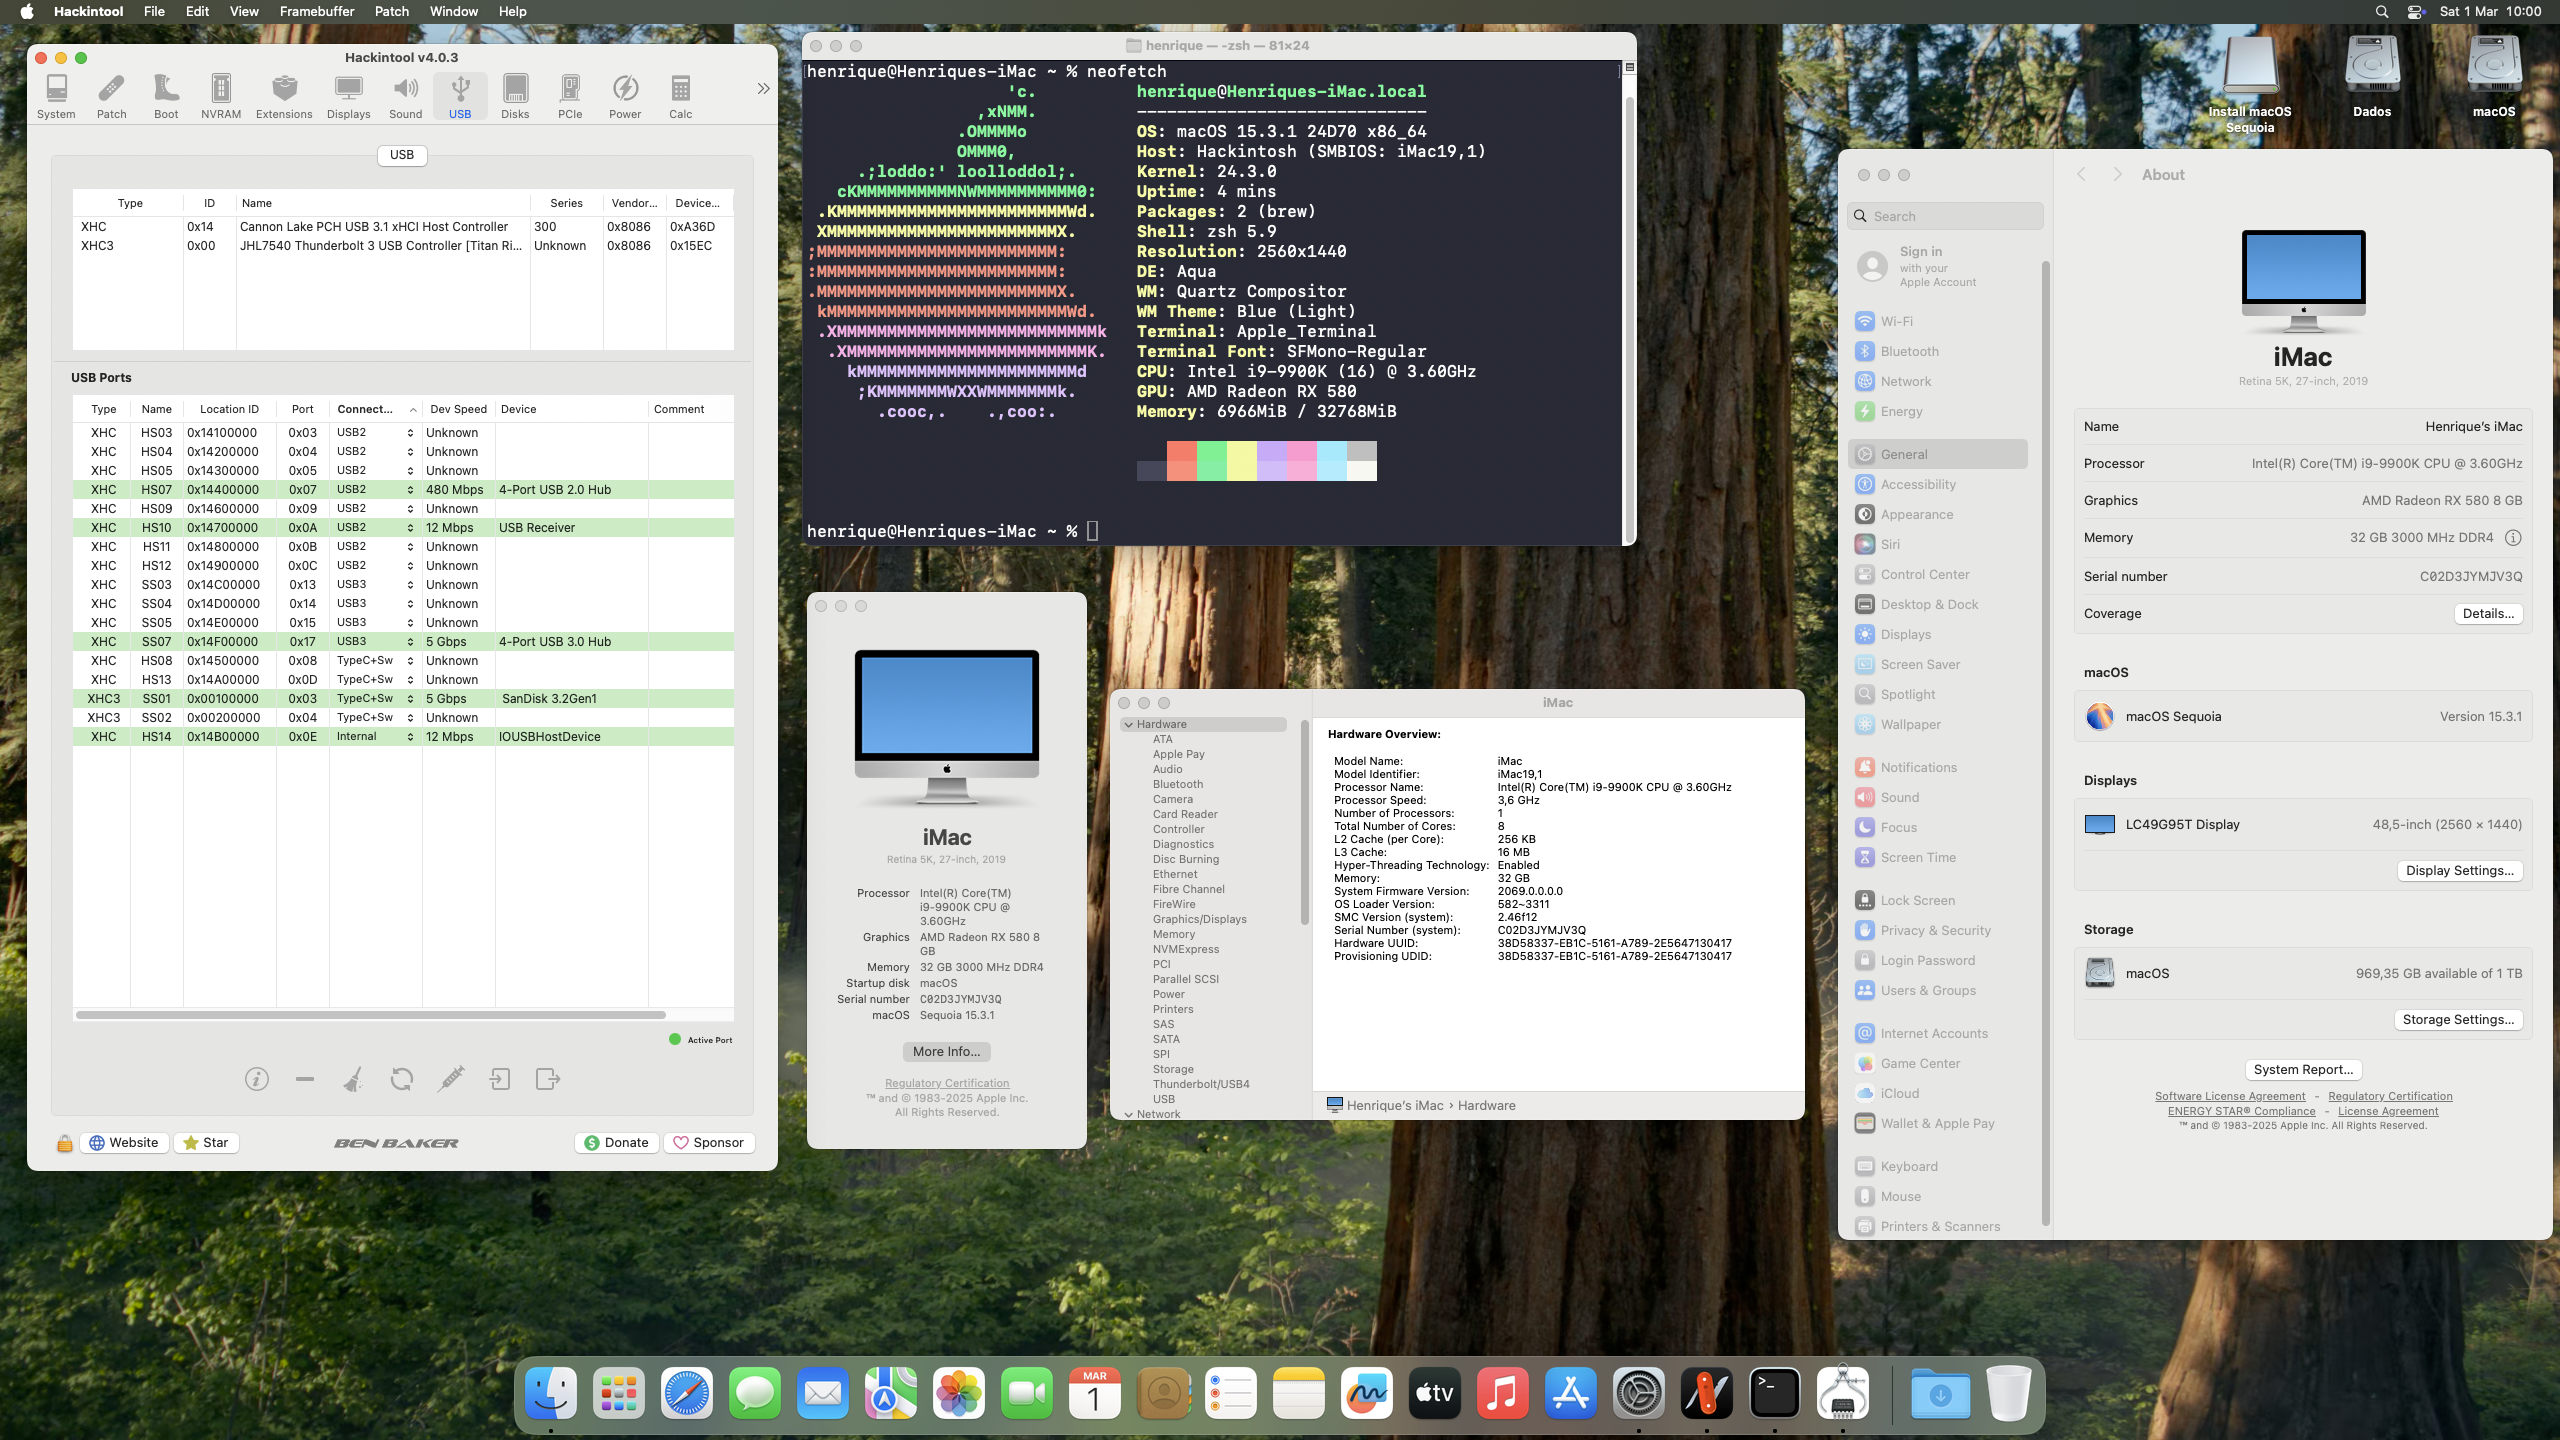 Hackintool File Edit View Framebuffer Patch Window Help
Sat 1 Mar 10:00
Install macOS
Sequoia
Dados
macOS
Hackintool v4.0.3
System Patch Boot NVRAM Extensions Displays Sound USB Disks PCIe Power Calc
USB
Type ID Name Series Vendor... Device...
XHC 0x14 Cannon Lake PCH USB 3.1 xHCI Host Controller 300 0x8086 0xA36D
XHC3 0x00 JHL7540 Thunderbolt 3 USB Controller [Titan Ri... Unknown 0x8086 0x15EC
USB Ports
Type Name Location ID Port Connect... Dev Speed Device Comment
XHC HS03 0x14100000 0x03 USB2 Unknown
XHC HS04 0x14200000 0x04 USB2 Unknown
XHC HS05 0x14300000 0x05 USB2 Unknown
XHC HS07 0x14400000 0x07 USB2 480 Mbps 4-Port USB 2.0 Hub
XHC HS09 0x14600000 0x09 USB2 Unknown
XHC HS10 0x14700000 0x0A USB2 12 Mbps USB Receiver
XHC HS11 0x14800000 0x0B USB2 Unknown
XHC HS12 0x14900000 0x0C USB2 Unknown
XHC SS03 0x14C00000 0x13 USB3 Unknown
XHC SS04 0x14D00000 0x14 USB3 Unknown
XHC SS05 0x14E00000 0x15 USB3 Unknown
XHC SS07 0x14F00000 0x17 USB3 5 Gbps 4-Port USB 3.0 Hub
XHC HS08 0x14500000 0x08 TypeC+Sw Unknown
XHC HS13 0x14A00000 0x0D TypeC+Sw Unknown
XHC3 SS01 0x00100000 0x03 TypeC+Sw 5 Gbps SanDisk 3.2Gen1
XHC3 SS02 0x00200000 0x04 TypeC+Sw Unknown
XHC HS14 0x14B00000 0x0E Internal 12 Mbps IOUSBHostDevice
Active Port
Website Star BEN BAKER Donate Sponsor
henrique — -zsh — 81×24
henrique@Henriques-iMac ~ % neofetch
'c. henrique@Henriques-iMac.local
,xNMM. -----------------------------
.OMMMMo OS: macOS 15.3.1 24D70 x86_64
OMMM0, Host: Hackintosh (SMBIOS: iMac19,1)
.;loddo:' loolloddol;. Kernel: 24.3.0
cKMMMMMMMMMMNWMMMMMMMMMM0: Uptime: 4 mins
.KMMMMMMMMMMMMMMMMMMMMMMMWd. Packages: 2 (brew)
XMMMMMMMMMMMMMMMMMMMMMMMX. Shell: zsh 5.9
;MMMMMMMMMMMMMMMMMMMMMMMM: Resolution: 2560x1440
:MMMMMMMMMMMMMMMMMMMMMMMM: DE: Aqua
.MMMMMMMMMMMMMMMMMMMMMMMMX. WM: Quartz Compositor
kMMMMMMMMMMMMMMMMMMMMMMMMWd. WM Theme: Blue (Light)
.XMMMMMMMMMMMMMMMMMMMMMMMMMMk Terminal: Apple_Terminal
.XMMMMMMMMMMMMMMMMMMMMMMMMK. Terminal Font: SFMono-Regular
kMMMMMMMMMMMMMMMMMMMMMMd CPU: Intel i9-9900K (16) @ 3.60GHz
;KMMMMMMMWXXWMMMMMMMk. GPU: AMD Radeon RX 580
.cooc,. .,coo:. Memory: 6966MiB / 32768MiB
henrique@Henriques-iMac ~ %
iMac
Retina 5K, 27-inch, 2019
Processor Intel(R) Core(TM)
i9-9900K CPU @
3.60GHz
Graphics AMD Radeon RX 580 8
GB
Memory 32 GB 3000 MHz DDR4
Startup disk macOS
Serial number C02D3JYMJV3Q
macOS Sequoia 15.3.1
More Info...
Regulatory Certification
™ and © 1983-2025 Apple Inc.
All Rights Reserved.
iMac
Hardware
ATA
Apple Pay
Audio
Bluetooth
Camera
Card Reader
Controller
Diagnostics
Disc Burning
Ethernet
Fibre Channel
FireWire
Graphics/Displays
Memory
NVMExpress
PCI
Parallel SCSI
Power
Printers
SAS
SATA
SPI
Storage
Thunderbolt/USB4
USB
Network
Hardware Overview:
Model Name: iMac
Model Identifier: iMac19,1
Processor Name: Intel(R) Core(TM) i9-9900K CPU @ 3.60GHz
Processor Speed: 3,6 GHz
Number of Processors: 1
Total Number of Cores: 8
L2 Cache (per Core): 256 KB
L3 Cache: 16 MB
Hyper-Threading Technology: Enabled
Memory: 32 GB
System Firmware Version: 2069.0.0.0.0
OS Loader Version: 582~3311
SMC Version (system): 2.46f12
Serial Number (system): C02D3JYMJV3Q
Hardware UUID: 38D58337-EB1C-5161-A789-2E5647130417
Provisioning UDID: 38D58337-EB1C-5161-A789-2E5647130417
Henrique's iMac › Hardware
Search
Sign in
with your
Apple Account
Wi-Fi
Bluetooth
Network
Energy
General
Accessibility
Appearance
Siri
Control Center
Desktop & Dock
Displays
Screen Saver
Spotlight
Wallpaper
Notifications
Sound
Focus
Screen Time
Lock Screen
Privacy & Security
Login Password
Users & Groups
Internet Accounts
Game Center
iCloud
Wallet & Apple Pay
Keyboard
Mouse
Printers & Scanners
About
iMac
Retina 5K, 27-inch, 2019
Name Henrique's iMac
Processor Intel(R) Core(TM) i9-9900K CPU @ 3.60GHz
Graphics AMD Radeon RX 580 8 GB
Memory 32 GB 3000 MHz DDR4
Serial number C02D3JYMJV3Q
Coverage Details...
macOS
macOS Sequoia Version 15.3.1
Displays
LC49G95T Display 48,5-inch (2560 × 1440)
Display Settings...
Storage
macOS 969,35 GB available of 1 TB
Storage Settings...
System Report...
Software License Agreement - Regulatory Certification
ENERGY STAR® Compliance - License Agreement
™ and © 1983-2025 Apple Inc. All Rights Reserved.
MAR
1
tv
>_